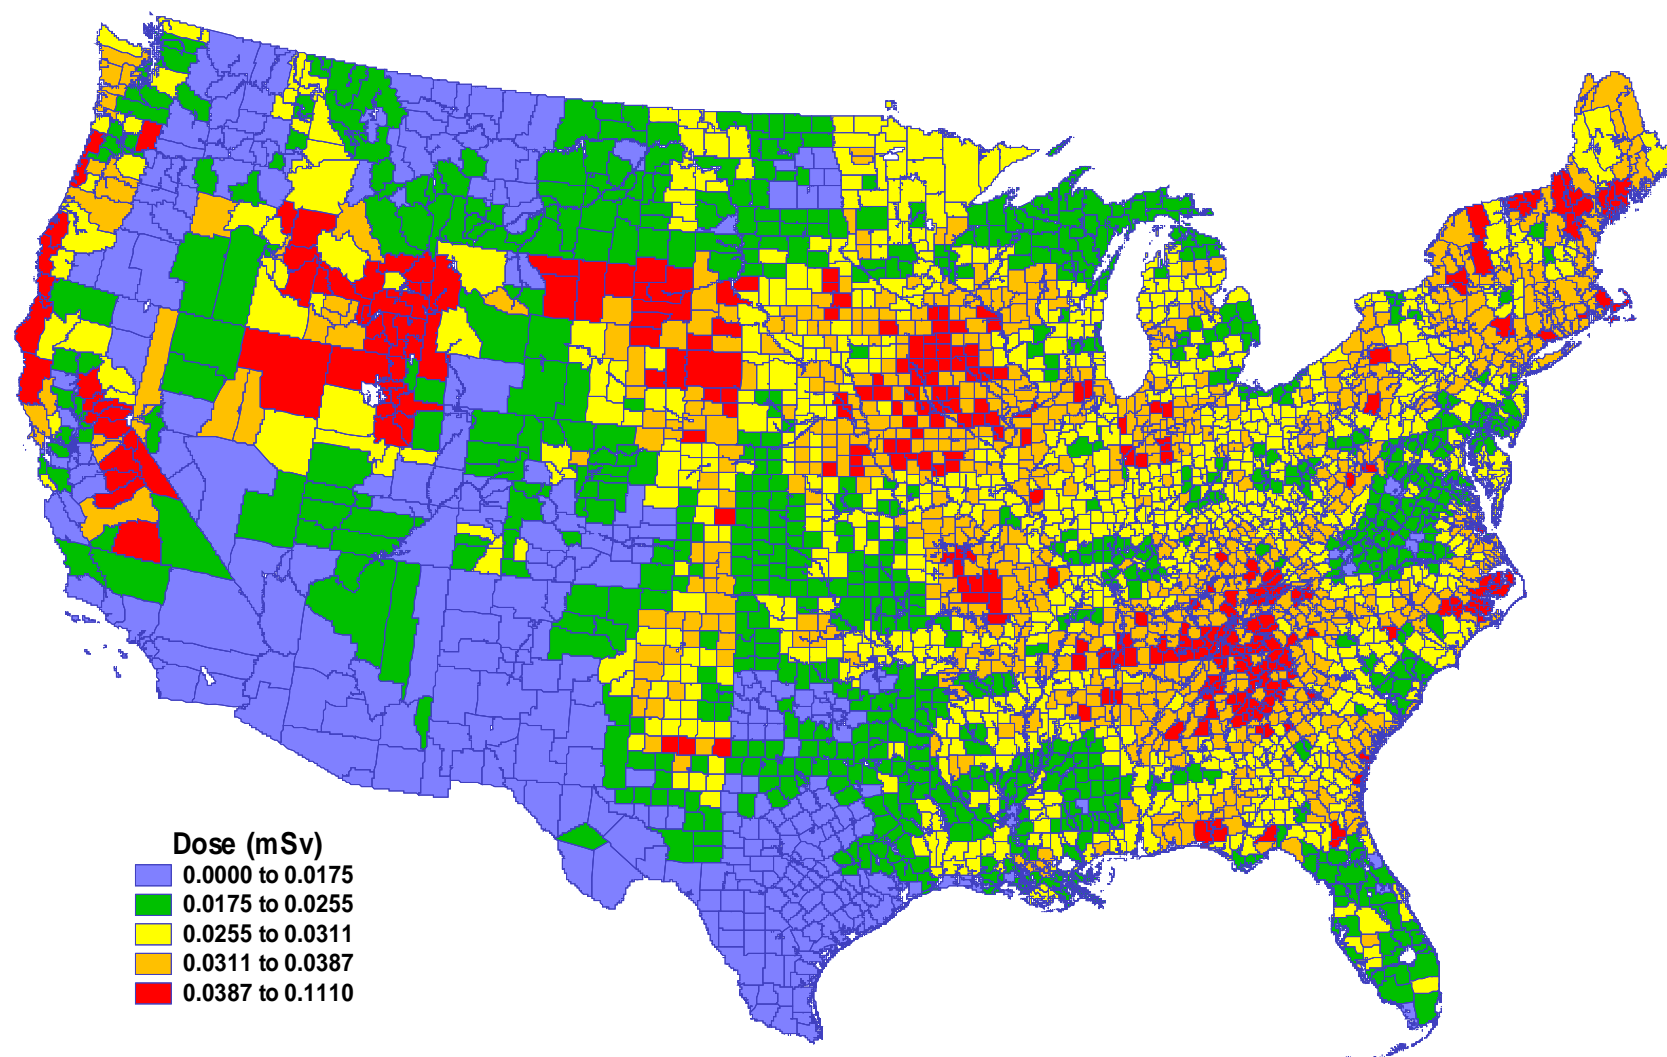 Dose (mSv)
0.0000 to 0.0175
0.0175 to 0.0255
0.0255 to 0.0311
0.0311 to 0.0387
0.0387 to 0.1110